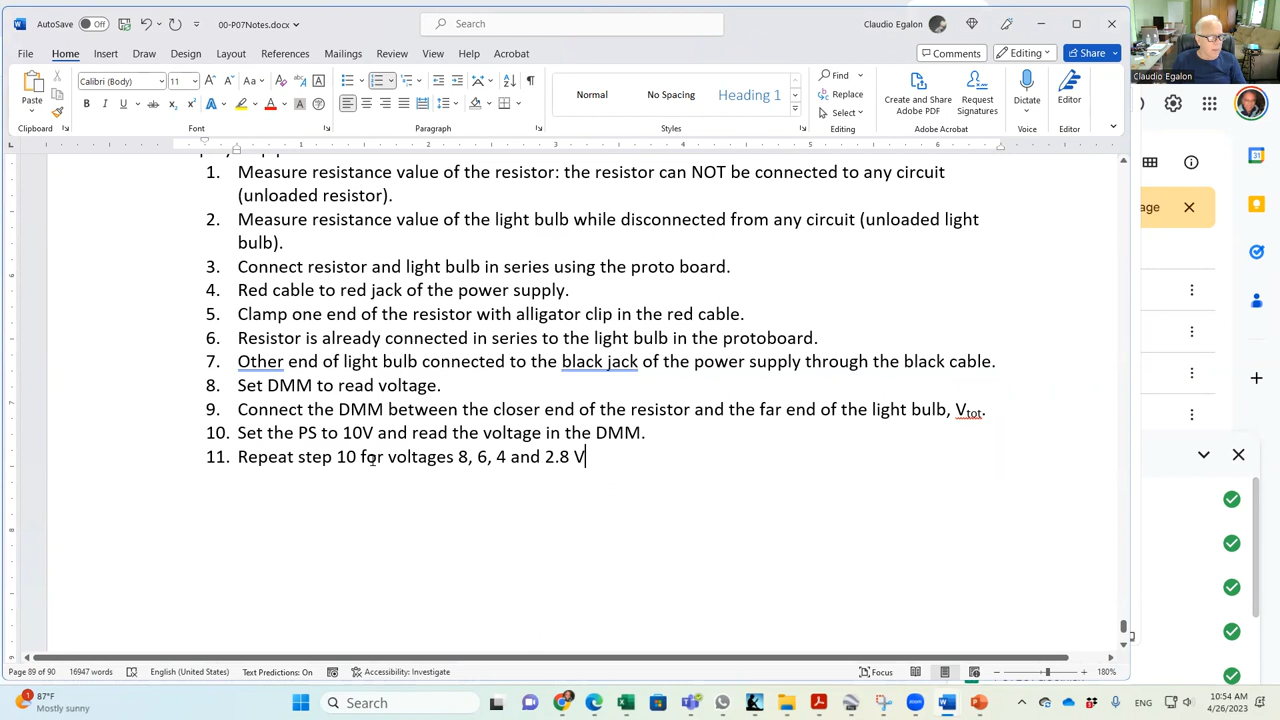 AutoSave Off 00-P07Notes.docx Search Claudio Egalon
File Home Insert Draw Design Layout References Mailings Review View Help Acrobat Comments Editing Share
Claudio Egalon
Paste Calibri (Body) 11 Normal No Spacing Heading 1 Find Replace Select Create and Share Adobe PDF Request Signatures Dictate Editor
Clipboard Font Paragraph Styles Editing Adobe Acrobat Voice Editor
1. Measure resistance value of the resistor: the resistor can NOT be connected to any circuit
(unloaded resistor).
2. Measure resistance value of the light bulb while disconnected from any circuit (unloaded light
bulb).
3. Connect resistor and light bulb in series using the proto board.
4. Red cable to red jack of the power supply.
5. Clamp one end of the resistor with alligator clip in the red cable.
6. Resistor is already connected in series to the light bulb in the protoboard.
7. Other end of light bulb connected to the black jack of the power supply through the black cable.
8. Set DMM to read voltage.
9. Connect the DMM between the closer end of the resistor and the far end of the light bulb, Vtot.
10. Set the PS to 10V and read the voltage in the DMM.
11. Repeat step 10 for voltages 8, 6, 4 and 2.8 V
Page 89 of 90 16947 words English (United States) Text Predictions: On Accessibility: Investigate Focus 180%
87°F
Mostly sunny
Search
ENG
10:54 AM
4/26/2023